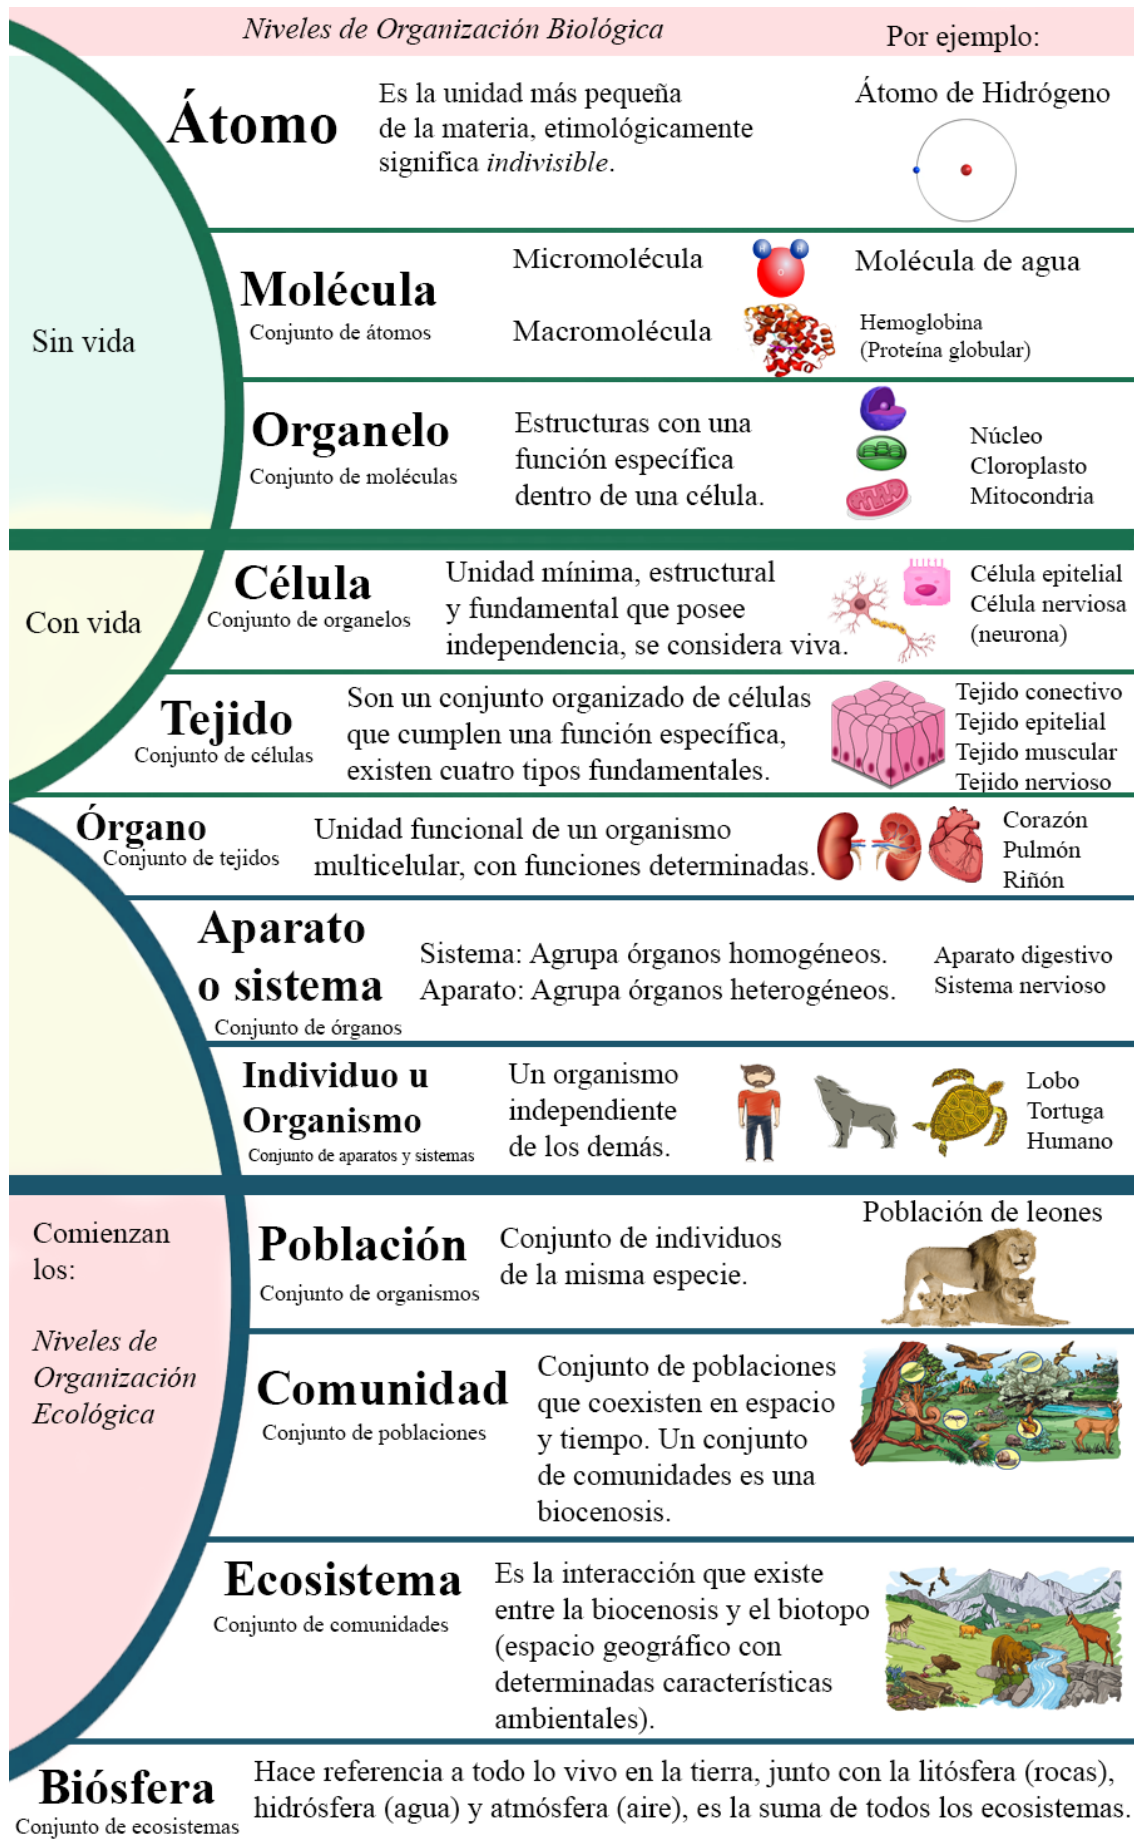 Niveles de Organización Biológica
Por ejemplo:
Sin vida
Átomo
Es la unidad más pequeña
de la materia, etimológicamente
significa indivisible.
Átomo de Hidrógeno
Molécula
Conjunto de átomos
Micromolécula
H H
O
Molécula de agua
Macromolécula
Hemoglobina
(Proteína globular)
Organelo
Conjunto de moléculas
Estructuras con una
función específica
dentro de una célula.
Núcleo
Cloroplasto
Mitocondria
Con vida
Célula
Conjunto de organelos
Unidad mínima, estructural
y fundamental que posee
independencia, se considera viva.
Célula epitelial
Célula nerviosa
(neurona)
Tejido
Conjunto de células
Son un conjunto organizado de células
que cumplen una función específica,
existen cuatro tipos fundamentales.
Tejido conectivo
Tejido epitelial
Tejido muscular
Tejido nervioso
Órgano
Conjunto de tejidos
Unidad funcional de un organismo
multicelular, con funciones determinadas.
Corazón
Pulmón
Riñón
Aparato
o sistema
Conjunto de órganos
Sistema: Agrupa órganos homogéneos.
Aparato: Agrupa órganos heterogéneos.
Aparato digestivo
Sistema nervioso
Individuo u
Organismo
Conjunto de aparatos y sistemas
Un organismo
independiente
de los demás.
Lobo
Tortuga
Humano
Comienzan
los:
Niveles de
Organización
Ecológica
Población
Conjunto de organismos
Conjunto de individuos
de la misma especie.
Población de leones
Comunidad
Conjunto de poblaciones
Conjunto de poblaciones
que coexisten en espacio
y tiempo. Un conjunto
de comunidades es una
biocenosis.
Ecosistema
Conjunto de comunidades
Es la interacción que existe
entre la biocenosis y el biotopo
(espacio geográfico con
determinadas características
ambientales).
Biósfera
Conjunto de ecosistemas
Hace referencia a todo lo vivo en la tierra, junto con la litósfera (rocas),
hidrósfera (agua) y atmósfera (aire), es la suma de todos los ecosistemas.